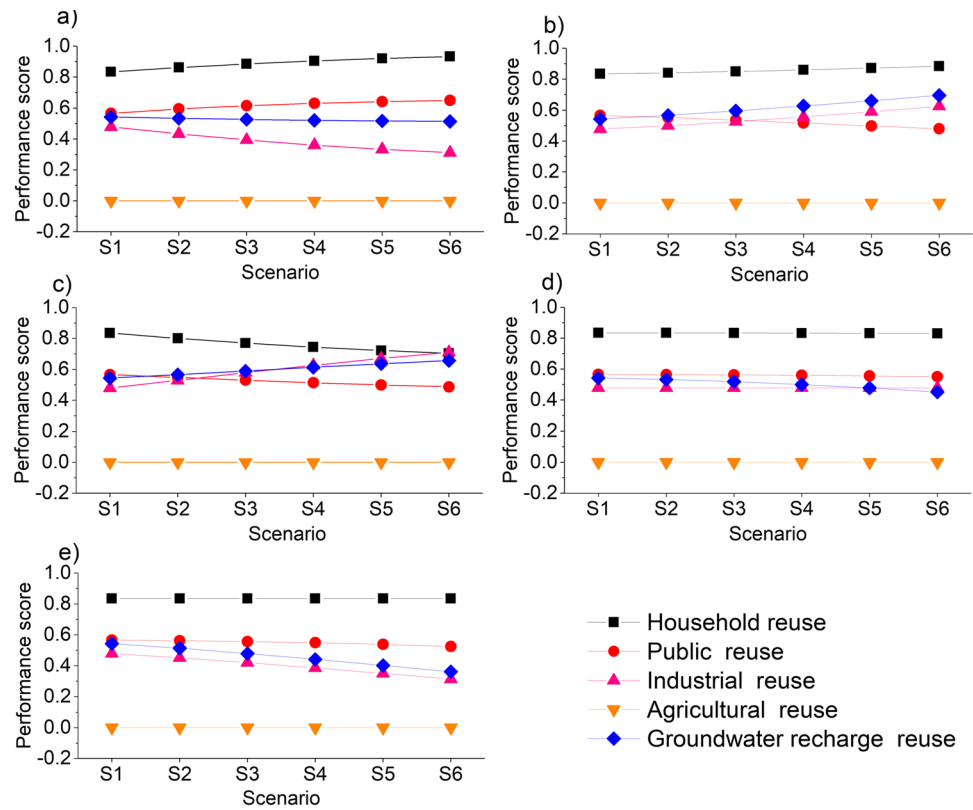 a)
Performance score
1.0
0.8
0.6
0.4
0.2
0.0
-0.2
S1 S2 S3 S4 S5 S6
Scenario
b)
Performance score
1.0
0.8
0.6
0.4
0.2
0.0
-0.2
S1 S2 S3 S4 S5 S6
Scenario
c)
Performance score
1.0
0.8
0.6
0.4
0.2
0.0
-0.2
S1 S2 S3 S4 S5 S6
Scenario
d)
Performance score
1.0
0.8
0.6
0.4
0.2
0.0
-0.2
S1 S2 S3 S4 S5 S6
Scenario
e)
Performance score
1.0
0.8
0.6
0.4
0.2
0.0
-0.2
S1 S2 S3 S4 S5 S6
Scenario
Household reuse
Public reuse
Industrial reuse
Agricultural reuse
Groundwater recharge reuse